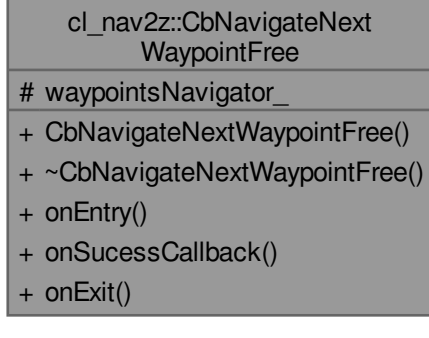 cl_nav2z::CbNavigateNext
WaypointFree
# waypointsNavigator_
+ CbNavigateNextWaypointFree()
+ ~CbNavigateNextWaypointFree()
+ onEntry()
+ onSucessCallback()
+ onExit()